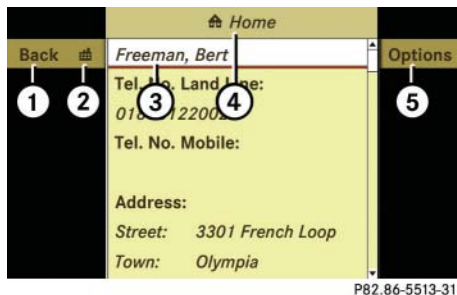 Home
Back Freeman, Bert Options
Tel. No. Land Line:
Tel. No. Mobile:
Address:
Street: 3301 French Loop
Town: Olympia
1 2 3 4 5
P82.86-5513-31